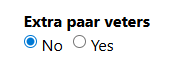 Extra paar veters
No Yes